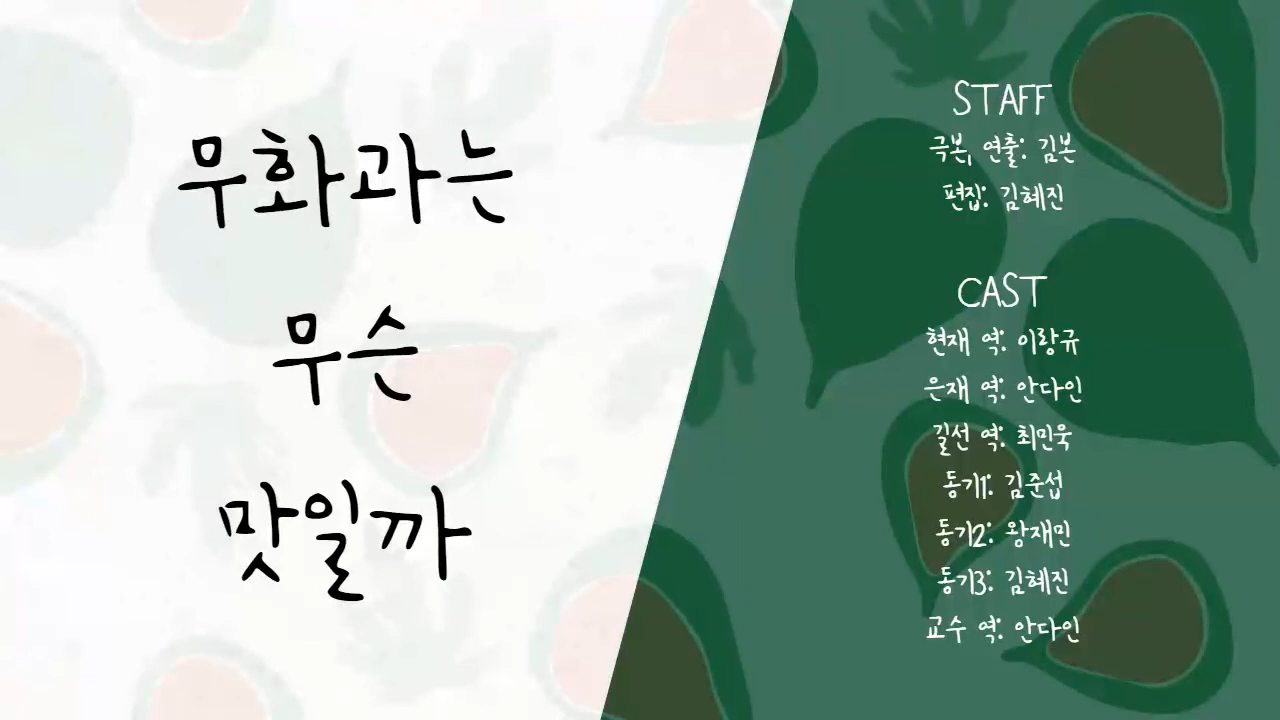 무화과는
무슨
맛일까
STAFF
극본, 연출: 김본
편집: 김혜진
CAST
현재 역: 이랑규
은재 역: 안다인
길선 역: 최민욱
동기1: 김준섭
동기2: 왕재민
동기3: 김혜진
교수 역: 안다인